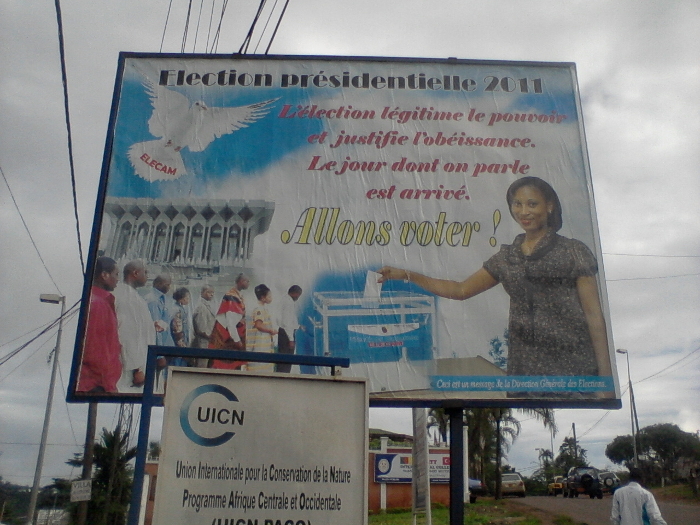 Election présidentielle 2011
L'élection légitime le pouvoir
et justifie l'obéissance.
Le jour dont on parle
est arrivé.
Allons voter !
ELECAM
Ceci est un message de la Direction Générale des Elections
UICN
Union Internationale pour la Conservation de la Nature
Programme Afrique Centrale et Occidentale
(UICN-PACO)